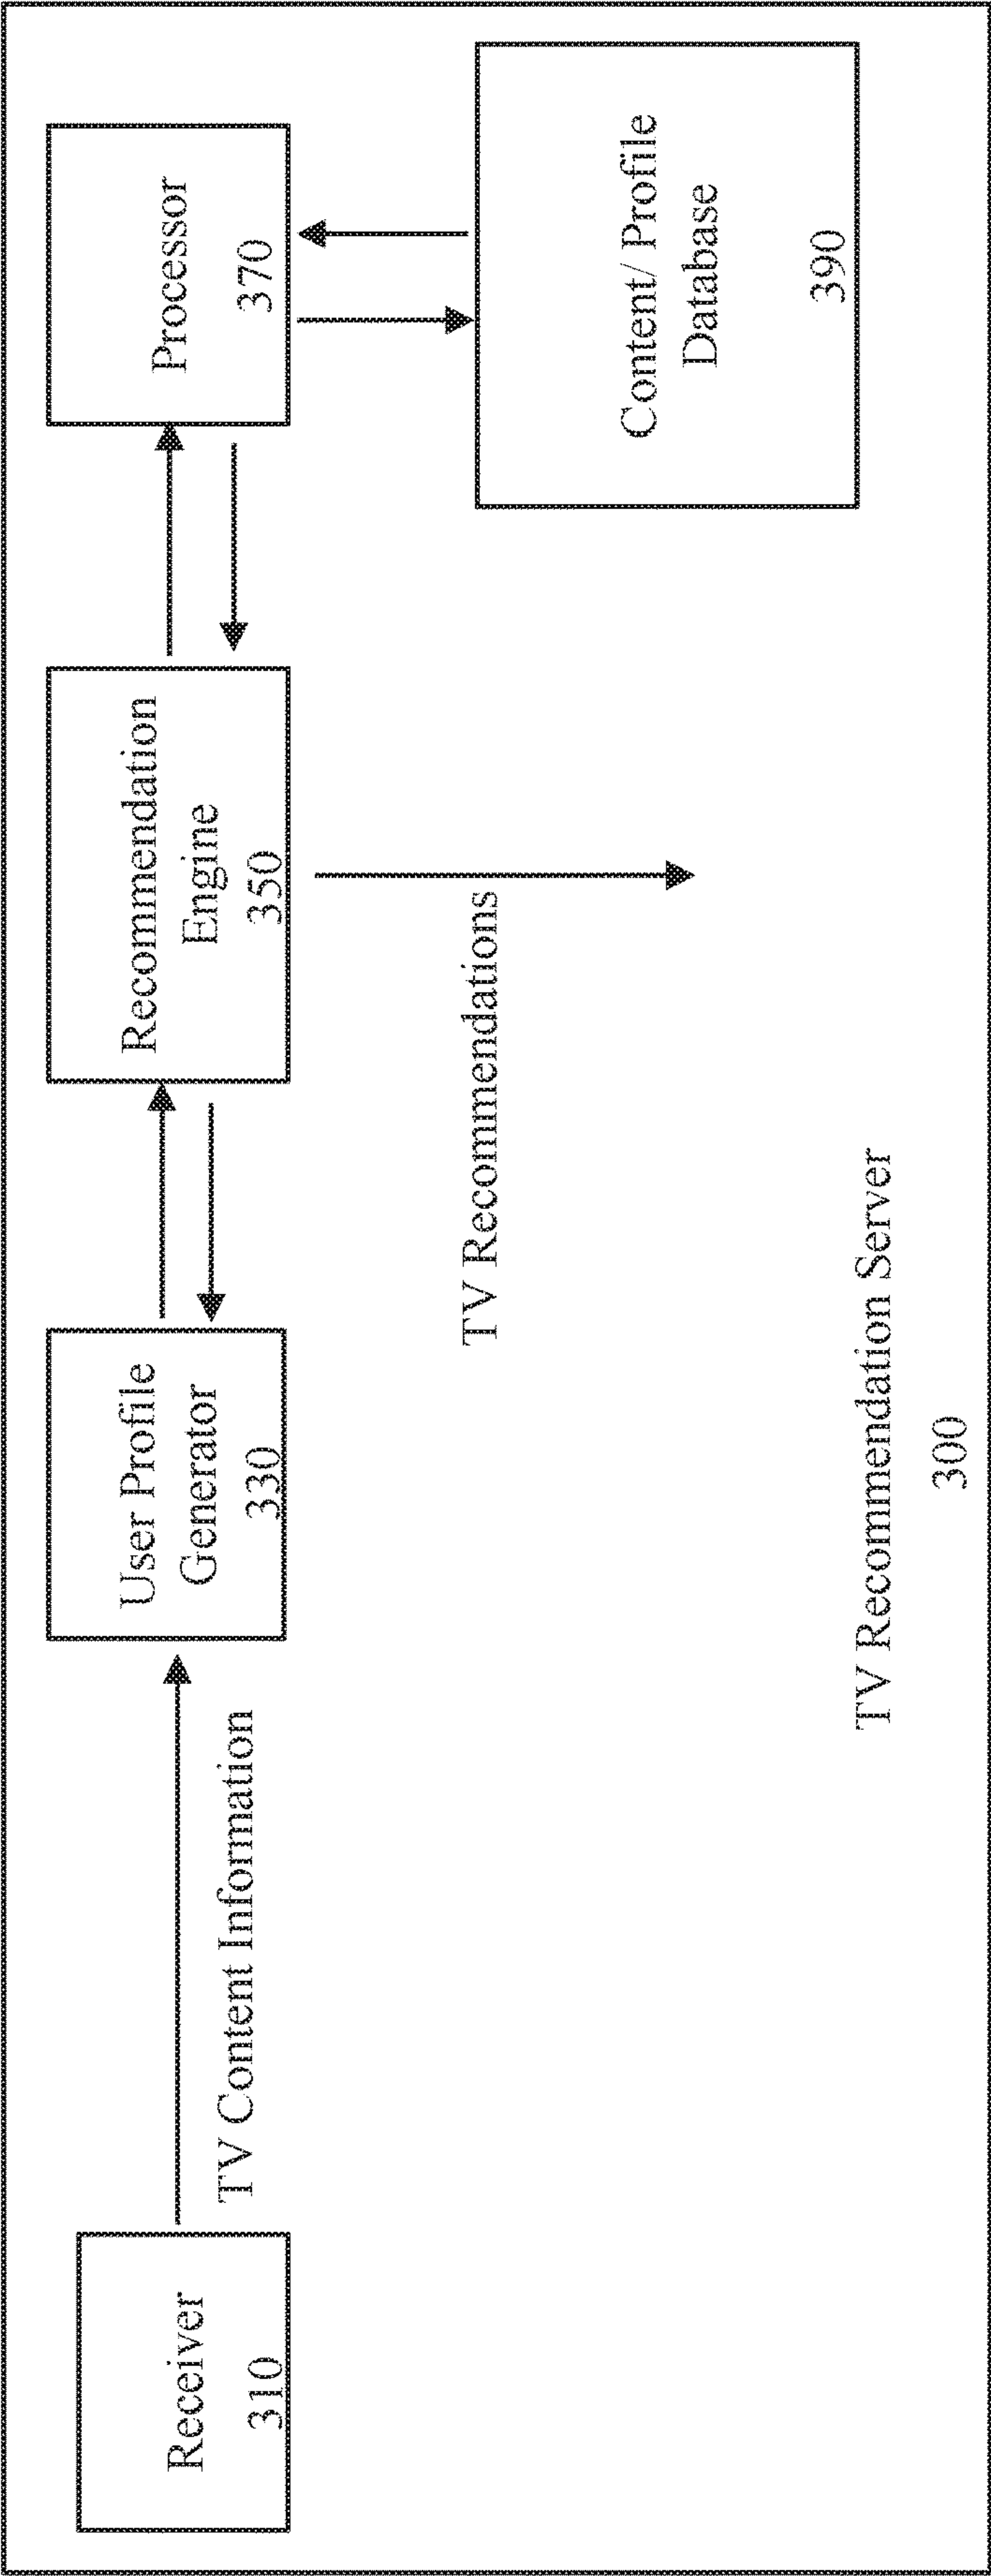 Receiver
310
TV Content Information
User Profile
Generator
330
Recommendation
Engine
350
TV Recommendations
Processor
370
Content/ Profile
Database
390
TV Recommendation Server
300